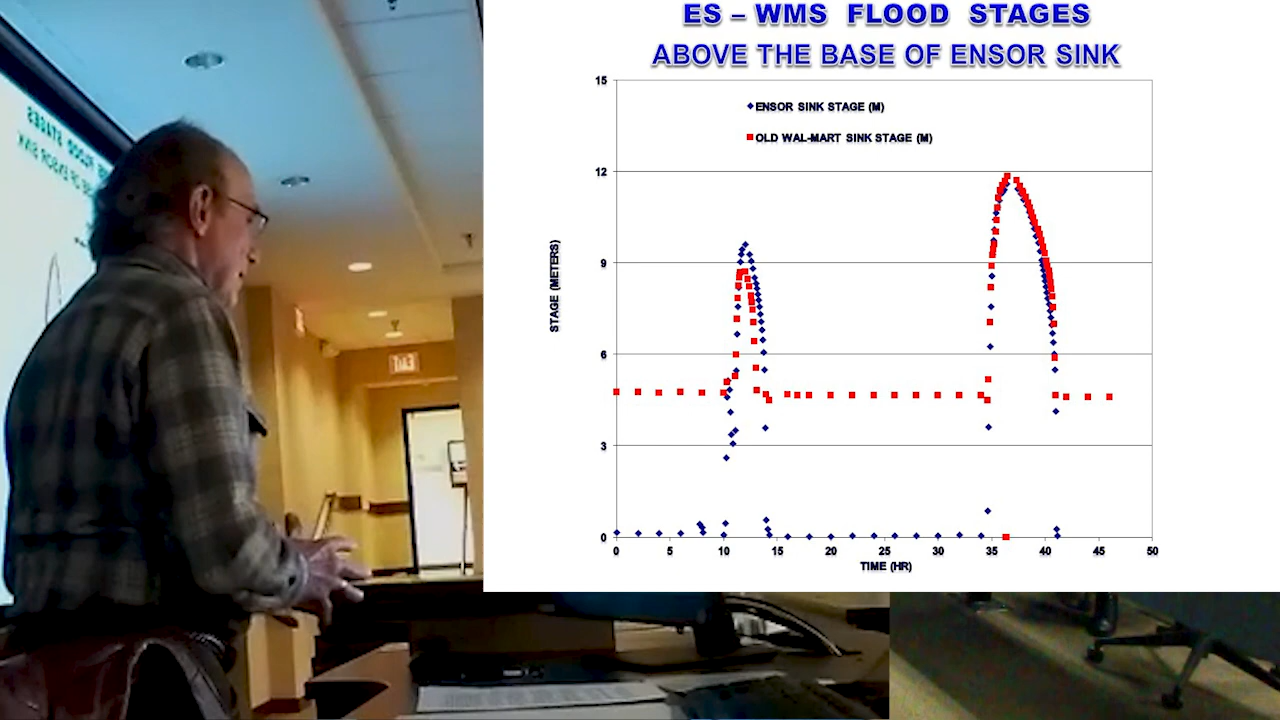 ES – WMS FLOOD STAGES
ABOVE THE BASE OF ENSOR SINK
ENSOR SINK STAGE (M)
OLD WAL-MART SINK STAGE (M)
STAGE (METERS)
15
12
9
6
3
0
0 5 10 15 20 25 30 35 40 45 50
TIME (HR)